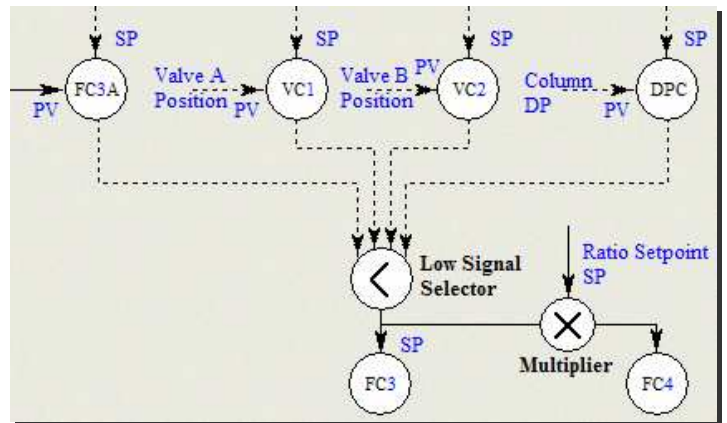 SP
SP
SP
SP
FC3A
PV
Valve A
Position
PV
VC1
Valve B
Position
PV
VC2
Column
DP
PV
DPC
Low Signal
Selector
<
Ratio Setpoint
SP
SP
FC3
Multiplier
FC4